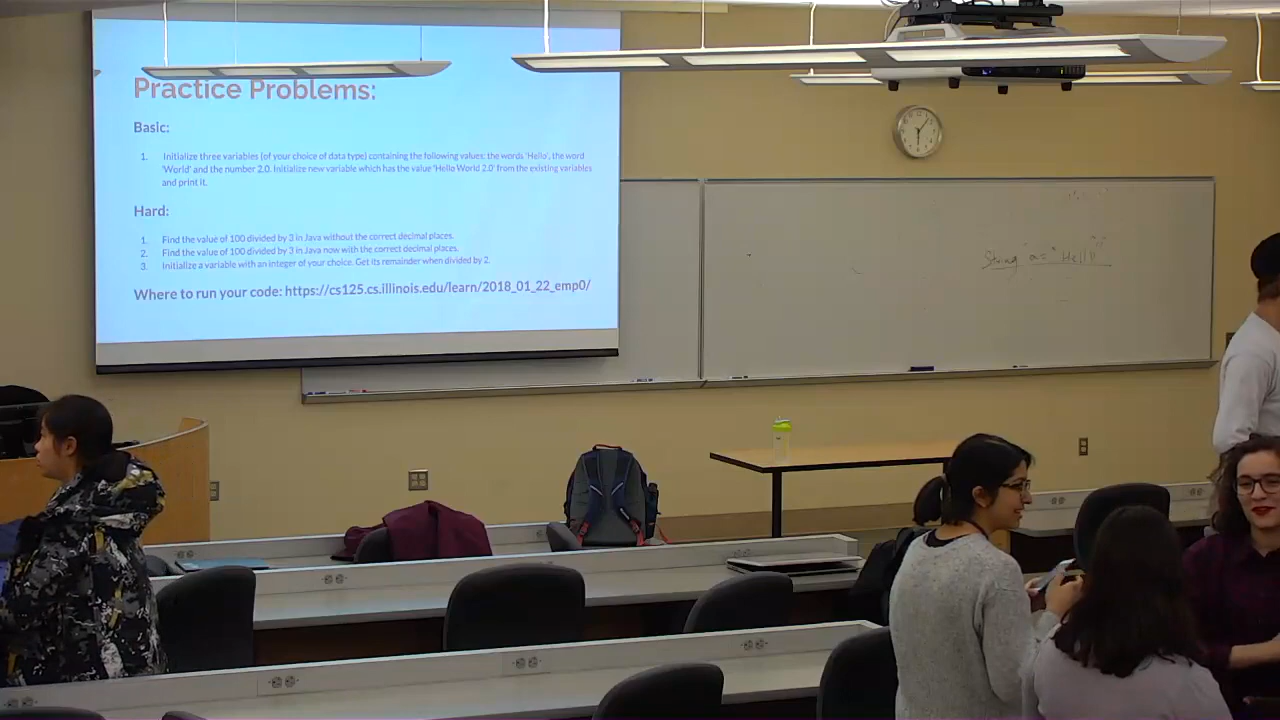 Practice Problems:
Basic:
1. Initialize three variables (of your choice of data type) containing the following values: the words 'Hello', the word
'World' and the number 2.0. Initialize new variable which has the value 'Hello World 2.0' from the existing variables
and print it.
Hard:
1. Find the value of 100 divided by 3 in Java without the correct decimal places.
2. Find the value of 100 divided by 3 in Java now with the correct decimal places.
3. Initialize a variable with an integer of your choice. Get its remainder when divided by 2.
Where to run your code: https://cs125.cs.illinois.edu/learn/2018_01_22_emp0/
String a=